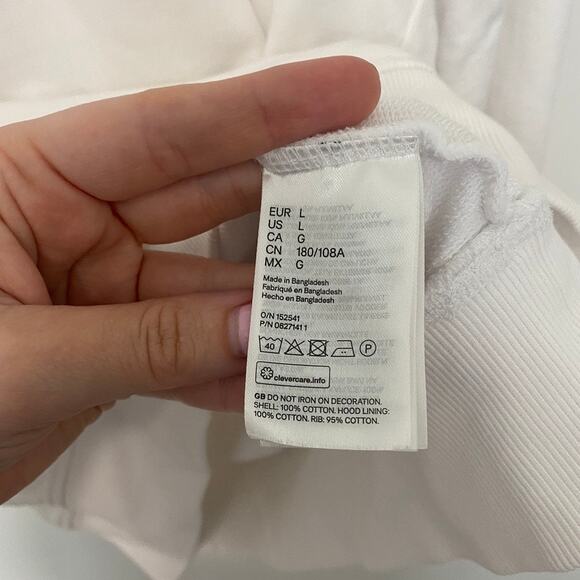 EUR L
US L
CA G
CN 180/108A
MX G
Made in Bangladesh
Fabriqué en Bangladesh
Hecho en Bangladesh
O/N 152541
P/N 08271411
40 P
clevercare.info
GB DO NOT IRON ON DECORATION.
SHELL: 100% COTTON. HOOD LINING:
100% COTTON. RIB: 95% COTTON.